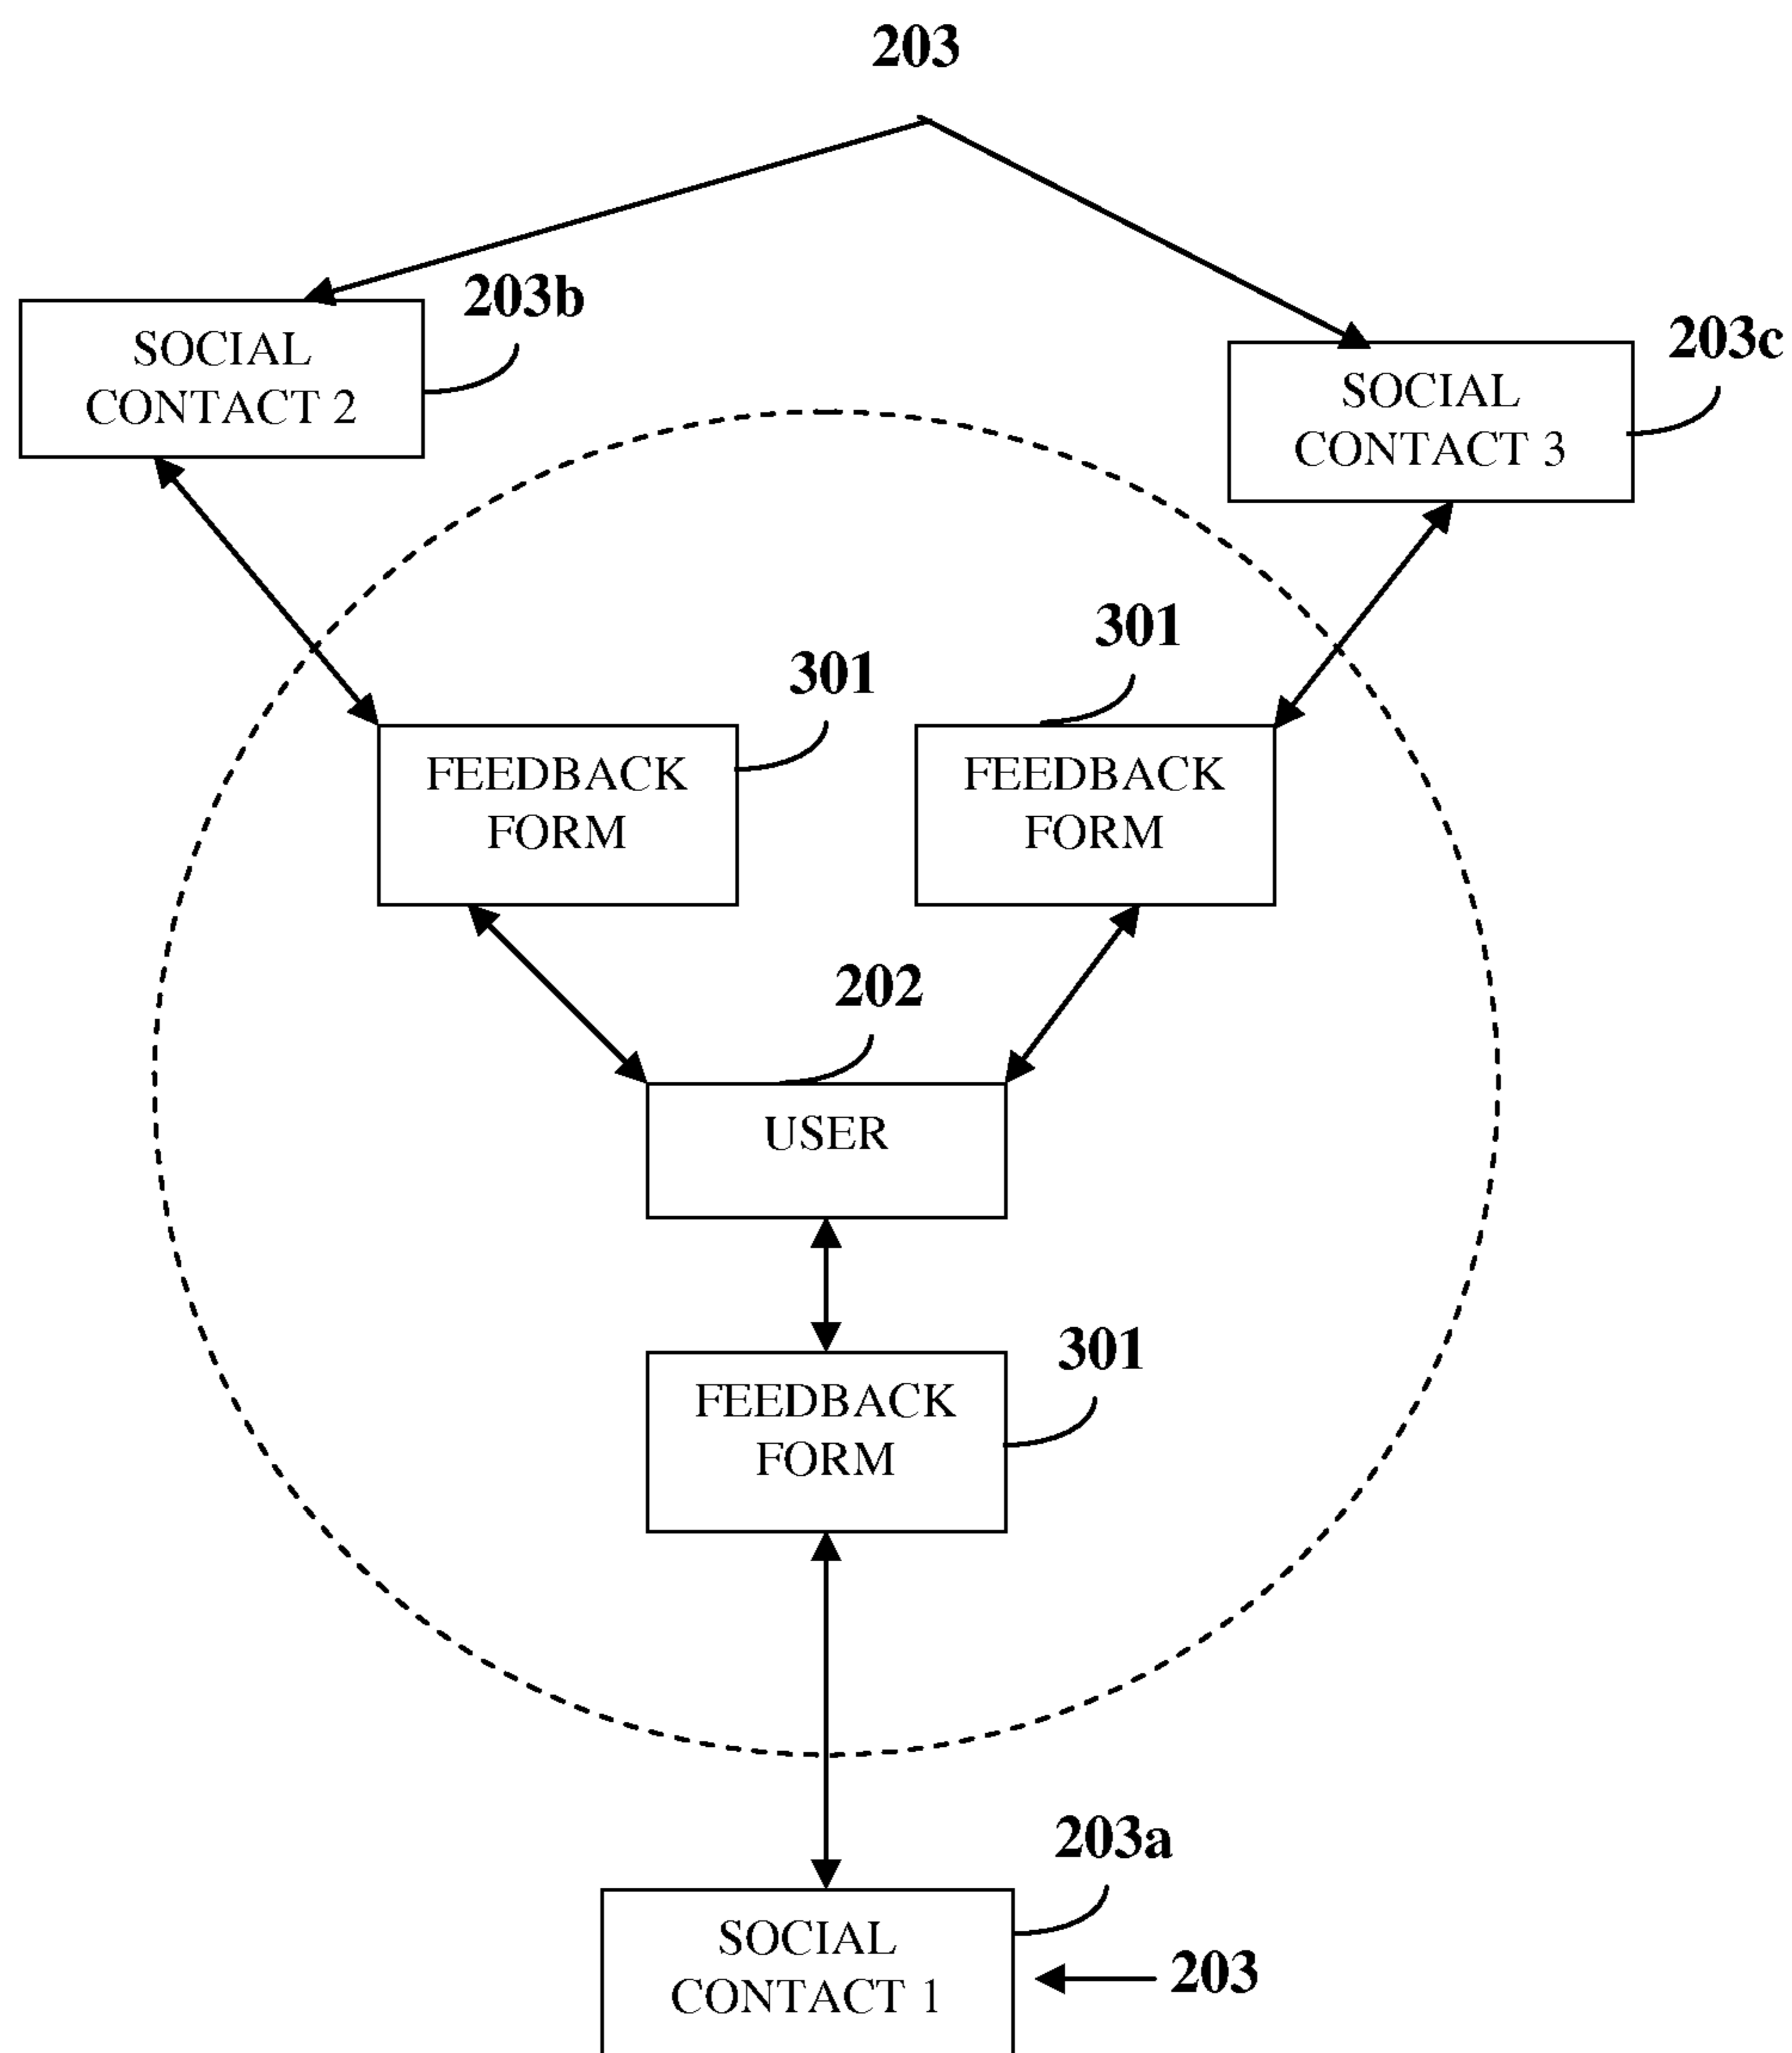 203
203b
SOCIAL
CONTACT 2
203c
SOCIAL
CONTACT 3
301
301
FEEDBACK
FORM
FEEDBACK
FORM
202
USER
301
FEEDBACK
FORM
203a
SOCIAL
CONTACT 1
203